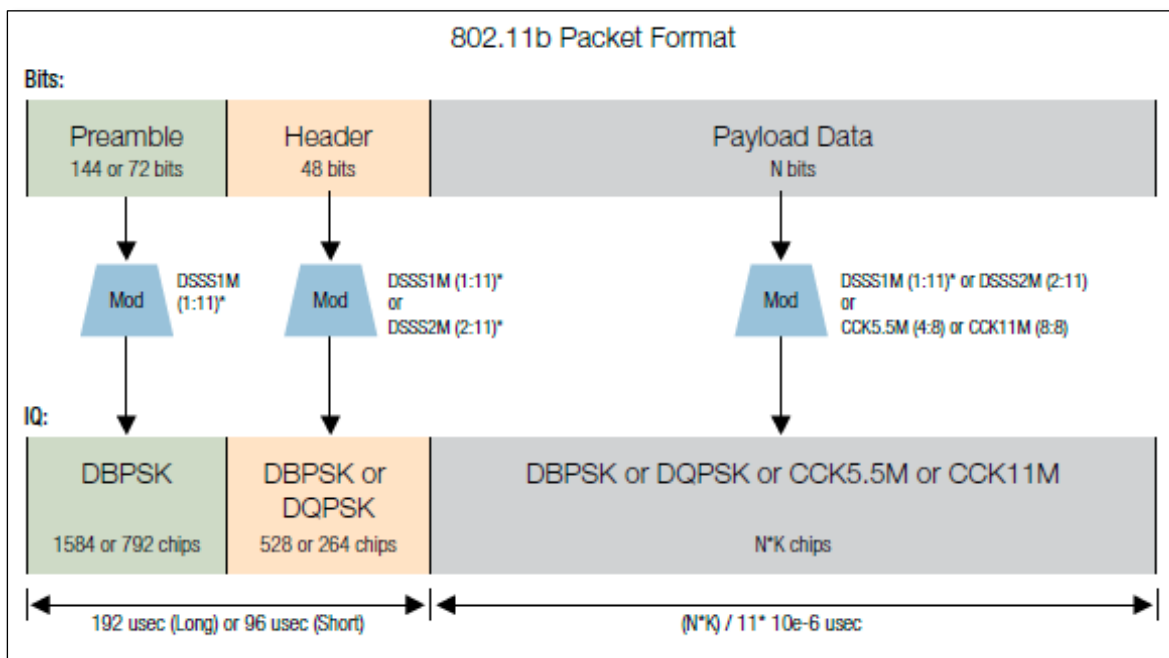 802.11b Packet Format
Bits:
Preamble
144 or 72 bits
Header
48 bits
Payload Data
N bits
Mod
DSSS1M
(1:11)*
Mod
DSSS1M (1:11)*
or
DSSS2M (2:11)*
Mod
DSSS1M (1:11)* or DSSS2M (2:11)
or
CCK5.5M (4:8) or CCK11M (8:8)
IQ:
DBPSK
1584 or 792 chips
DBPSK or
DQPSK
528 or 264 chips
DBPSK or DQPSK or CCK5.5M or CCK11M
N*K chips
192 usec (Long) or 96 usec (Short)
(N*K) / 11* 10e-6 usec